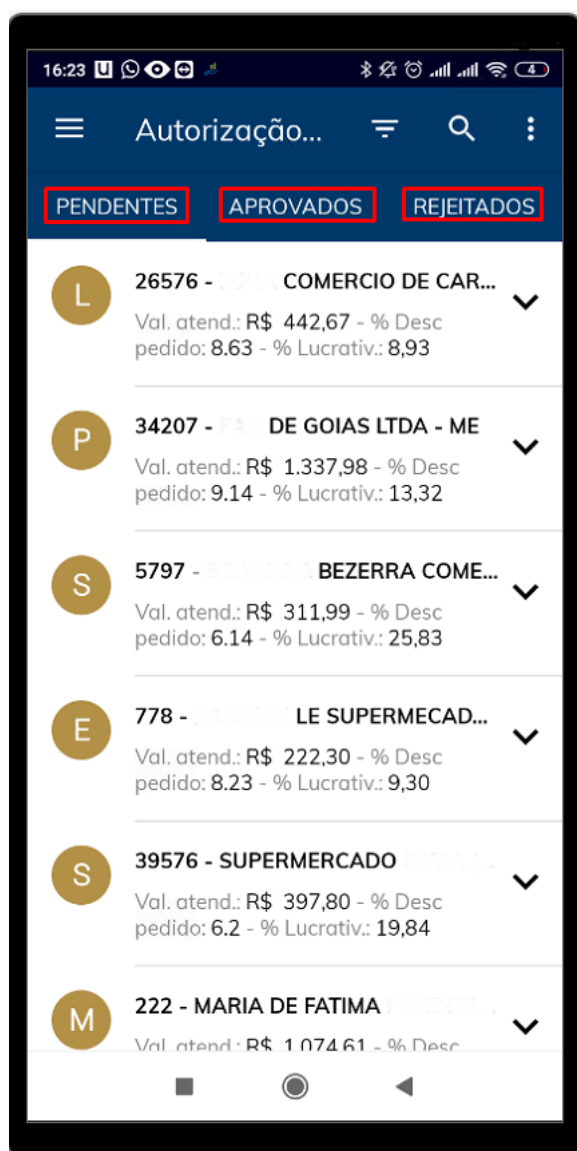 16:23
4
Autorização...
PENDENTES APROVADOS REJEITADOS
L
26576 - COMERCIO DE CAR...
Val. atend.: R$ 442,67 - % Desc
pedido: 8.63 - % Lucrativ.: 8,93
P
34207 - DE GOIAS LTDA - ME
Val. atend.: R$ 1.337,98 - % Desc
pedido: 9.14 - % Lucrativ.: 13,32
S
5797 - BEZERRA COME...
Val. atend.: R$ 311,99 - % Desc
pedido: 6.14 - % Lucrativ.: 25,83
E
778 - LE SUPERMECAD...
Val. atend.: R$ 222,30 - % Desc
pedido: 8.23 - % Lucrativ.: 9,30
S
39576 - SUPERMERCADO
Val. atend.: R$ 397,80 - % Desc
pedido: 6.2 - % Lucrativ.: 19,84
M
222 - MARIA DE FATIMA
Val. atend.: R$ 1.074,61 - % Desc